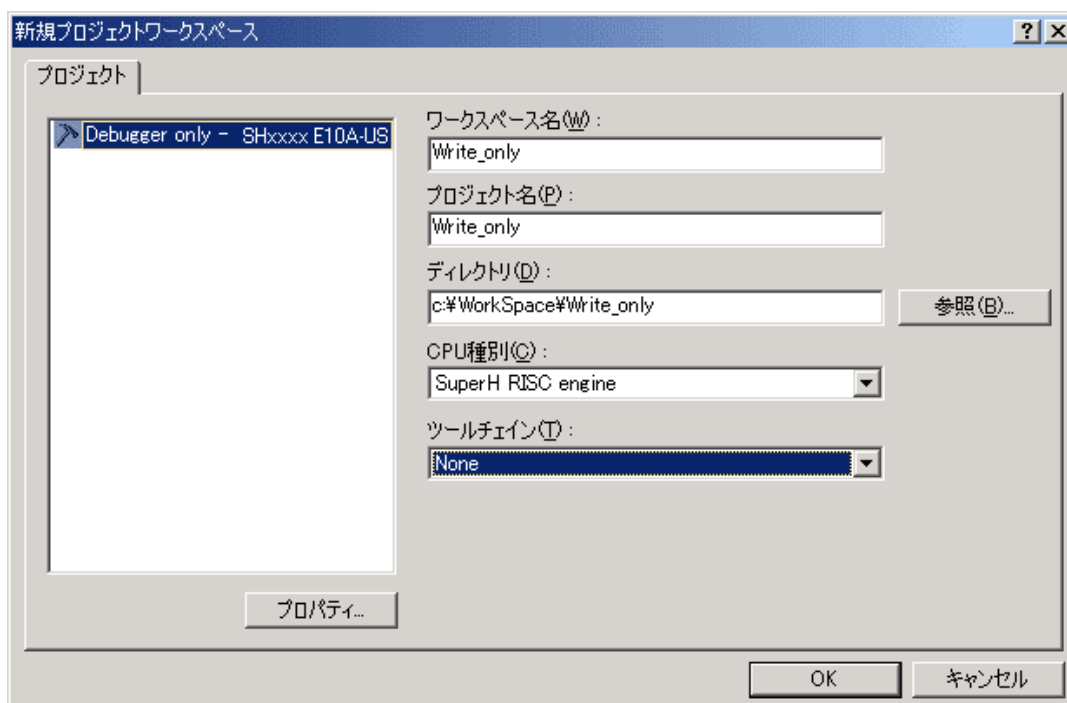 新規プロジェクトワークスペース
プロジェクト
Debugger only - SHxxxx E10A-US
ワークスペース名(W):
Write_only
プロジェクト名(P):
Write_only
ディレクトリ(D):
c:¥WorkSpace¥Write_only
参照(B)...
CPU種別(C):
SuperH RISC engine
ツールチェイン(T):
None
プロパティ...
OK
キャンセル